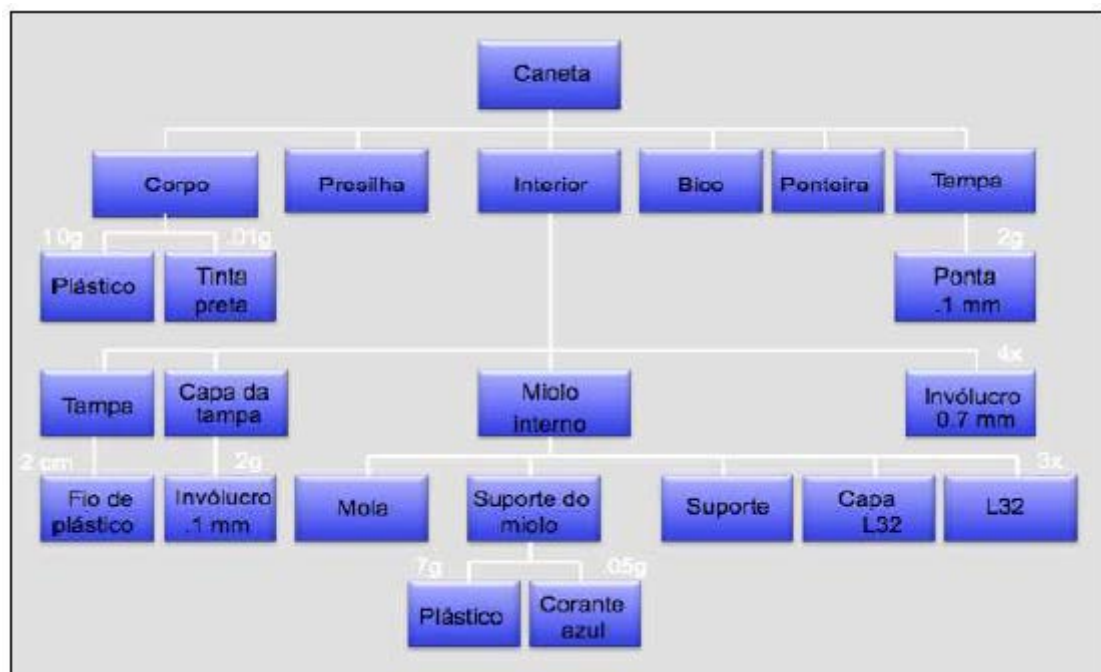 Caneta
Corpo
Presilha
Interior
Bico
Ponteira
Tampa
10g
.01g
2g
Plástico
Tinta
preta
Ponta
.1 mm
4x
Tampa
Capa da
tampa
Miolo
interno
Invólucro
0.7 mm
2 cm
2g
3x
Fio de
plástico
Invólucro
.1 mm
Mola
Suporte do
miolo
Suporte
Capa
L32
L32
7g
.05g
Plástico
Corante
azul